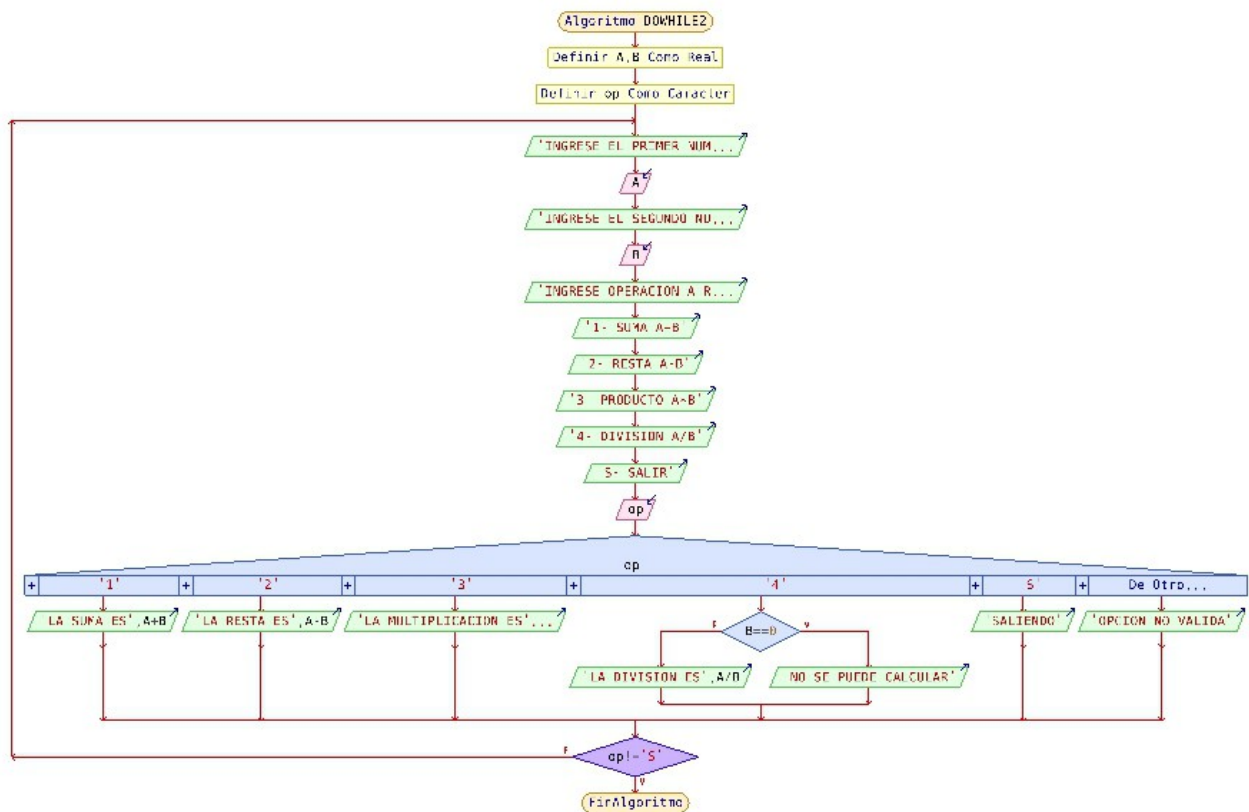 Algoritmo DOWHILE2
Definir A,B Como Real
Definir op Como Caracter
'INGRESE EL PRIMER NUM...
A
'INGRESE EL SEGUNDO NU...
B
'INGRESE OPERACION A R...
'1- SUMA A+B'
2- RESTA A-B'
'3 PRODUCTO A*B'
'4- DIVISION A/B'
S- SALIR'
op
op
+ '1' + '2' + '3' + '4' + S' + De Otro...
LA SUMA ES',A+B
'LA RESTA ES',A-B
'LA MULTIPLICACION ES'...
F B==0 V
'SALIENDO'
'OPCION NO VALIDA'
'LA DIVISION ES',A/B
NO SE PUEDE CALCULAR'
F op!='S'
V
FinAlgoritmo